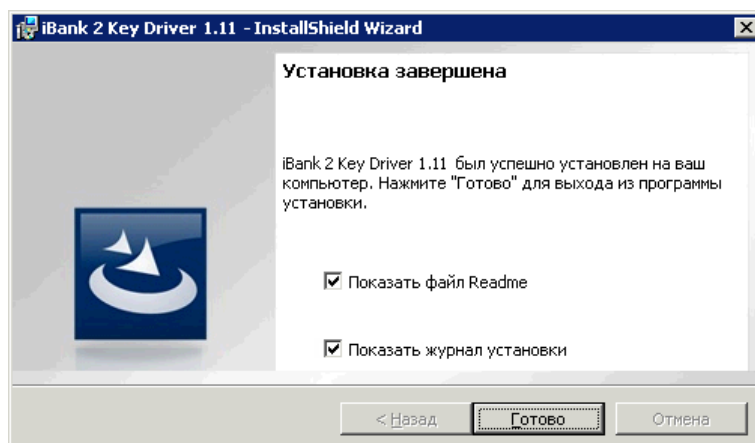 iBank 2 Key Driver 1.11 - InstallShield Wizard
Установка завершена
iBank 2 Key Driver 1.11 был успешно установлен на ваш
компьютер. Нажмите "Готово" для выхода из программы
установки.
Показать файл Readme
Показать журнал установки
< Назад
Готово
Отмена